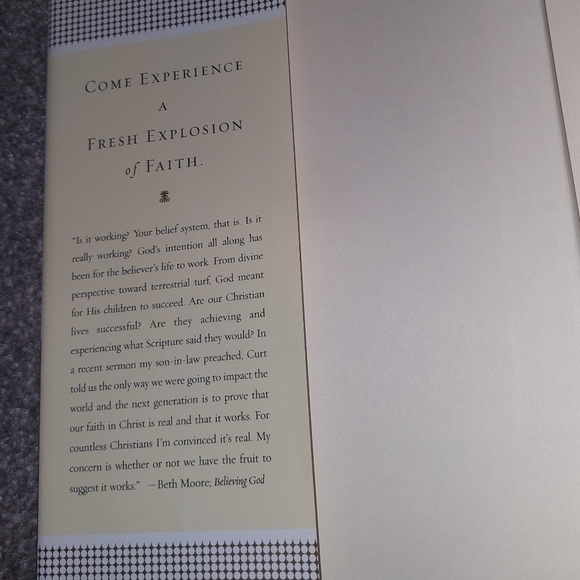 COME EXPERIENCE
A
FRESH EXPLOSION
of FAITH.
"Is it working? Your belief system, that is. Is it
really working? God's intention all along has
been for the believer's life to work. From divine
perspective toward terrestrial turf, God meant
for His children to succeed. Are our Christian
lives successful? Are they achieving and
experiencing what Scripture said they would? In
a recent sermon my son-in-law preached, Curt
told us the only way we were going to impact the
world and the next generation is to prove that
our faith in Christ is real and that it works. For
countless Christians I'm convinced it's real. My
concern is whether or not we have the fruit to
suggest it works." —Beth Moore, Believing God